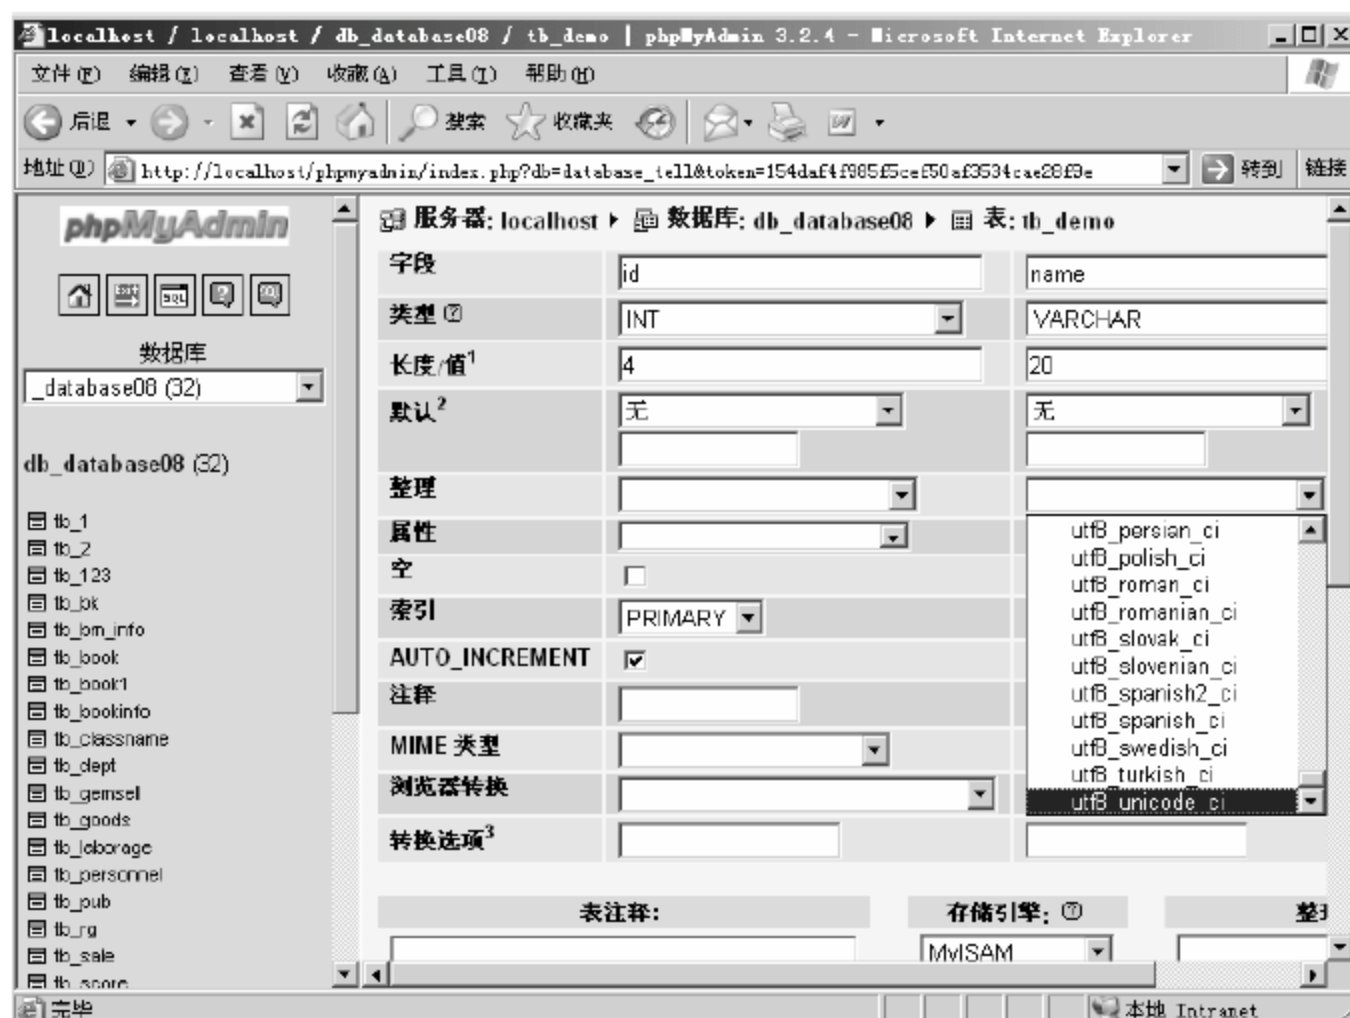 localhost / localhost / db_database08 / tb_demo | phpMyAdmin 3.2.4 - Microsoft Internet Explorer
文件(F) 编辑(E) 查看(V) 收藏(A) 工具(T) 帮助(H)
后退 搜索 收藏夹
地址(D) http://localhost/phpmyadmin/index.php?db=database_tell&token=154daf4f985f5cef50af3534cae28f9e 转到 链接
phpMyAdmin
SQL
数据库
_database08 (32)
db_database08 (32)
tb_1
tb_2
tb_123
tb_bk
tb_bm_info
tb_book
tb_book1
tb_bookinfo
tb_classname
tb_dept
tb_gemsell
tb_goods
tb_laborage
tb_personnel
tb_pub
tb_rg
tb_sale
tb_score
服务器: localhost 数据库: db_database08 表: tb_demo
字段 id name
类型 INT VARCHAR
长度/值1 4 20
默认2 无 无
整理
属性
空
索引 PRIMARY
AUTO_INCREMENT
注释
MIME 类型
浏览器转换
转换选项3
utf8_persian_ci
utf8_polish_ci
utf8_roman_ci
utf8_romanian_ci
utf8_slovak_ci
utf8_slovenian_ci
utf8_spanish2_ci
utf8_spanish_ci
utf8_swedish_ci
utf8_turkish_ci
utf8_unicode_ci
表注释: 存储引擎: 整
MyISAM
完毕 本地 Intranet